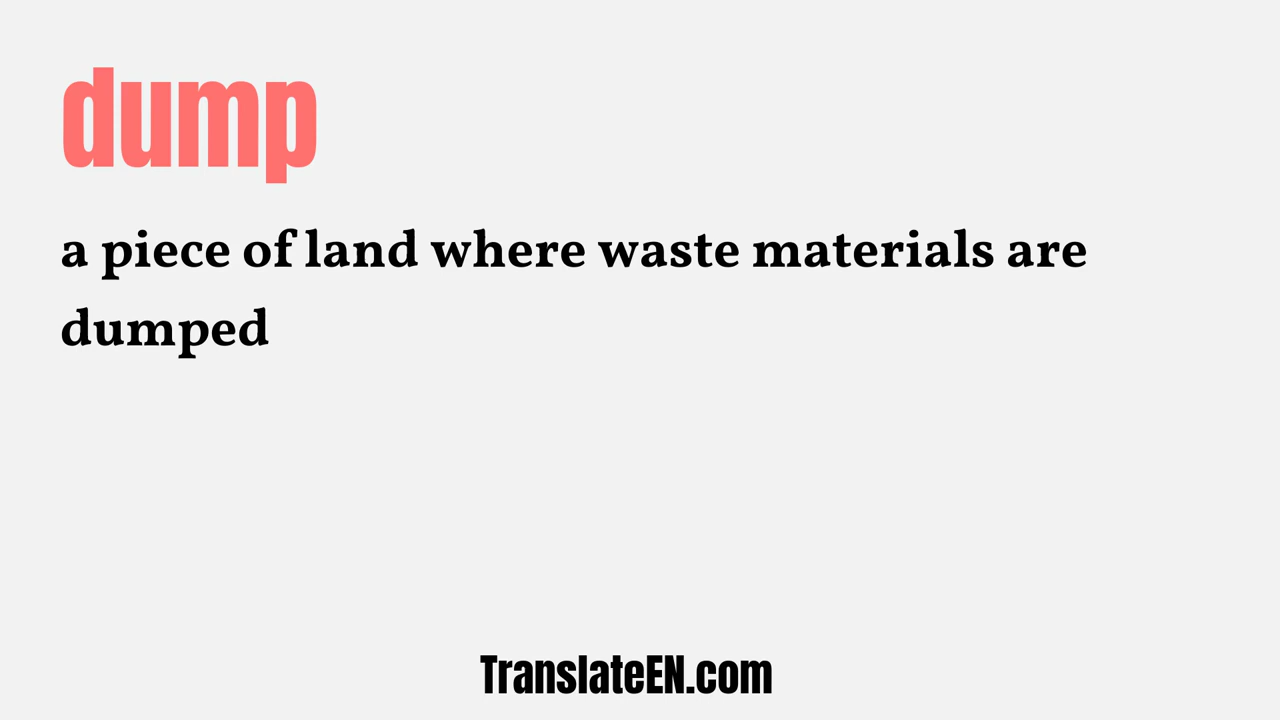 dump
a piece of land where waste materials are
dumped
TranslateEN.com